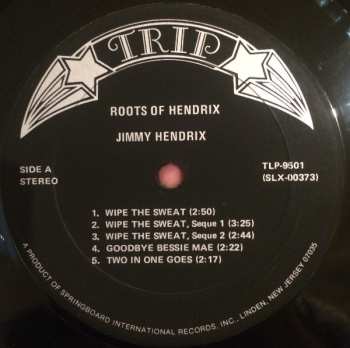 TRIP
ROOTS OF HENDRIX
JIMMY HENDRIX
SIDE A
STEREO
TLP-9501
(SLX-00373)
1. WIPE THE SWEAT (2:50)
2. WIPE THE SWEAT, Seque 1 (3:25)
3. WIPE THE SWEAT, Seque 2 (2:44)
4. GOODBYE BESSIE MAE (2:22)
5. TWO IN ONE GOES (2:17)
A PRODUCT OF SPRINGBOARD INTERNATIONAL RECORDS, INC., LINDEN, NEW JERSEY 07036